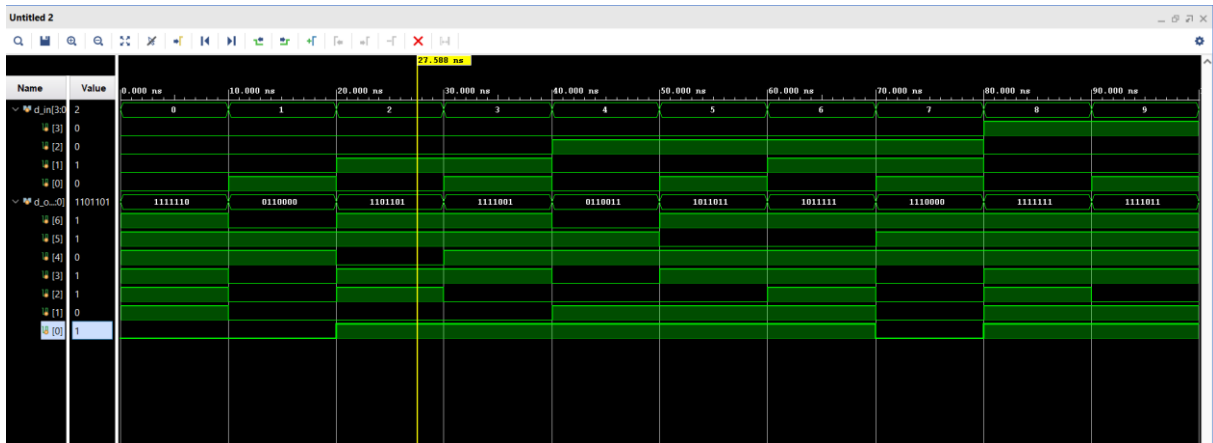 Untitled 2
27.588 ns
Name Value 0.000 ns 10.000 ns 20.000 ns 30.000 ns 40.000 ns 50.000 ns 60.000 ns 70.000 ns 80.000 ns 90.000 ns
d_in[3:0 2 0 1 2 3 4 5 6 7 8 9
[3] 0
[2] 0
[1] 1
[0] 0
d_o...:0] 1101101 1111110 0110000 1101101 1111001 0110011 1011011 1011111 1110000 1111111 1111011
[6] 1
[5] 1
[4] 0
[3] 1
[2] 1
[1] 0
[0] 1